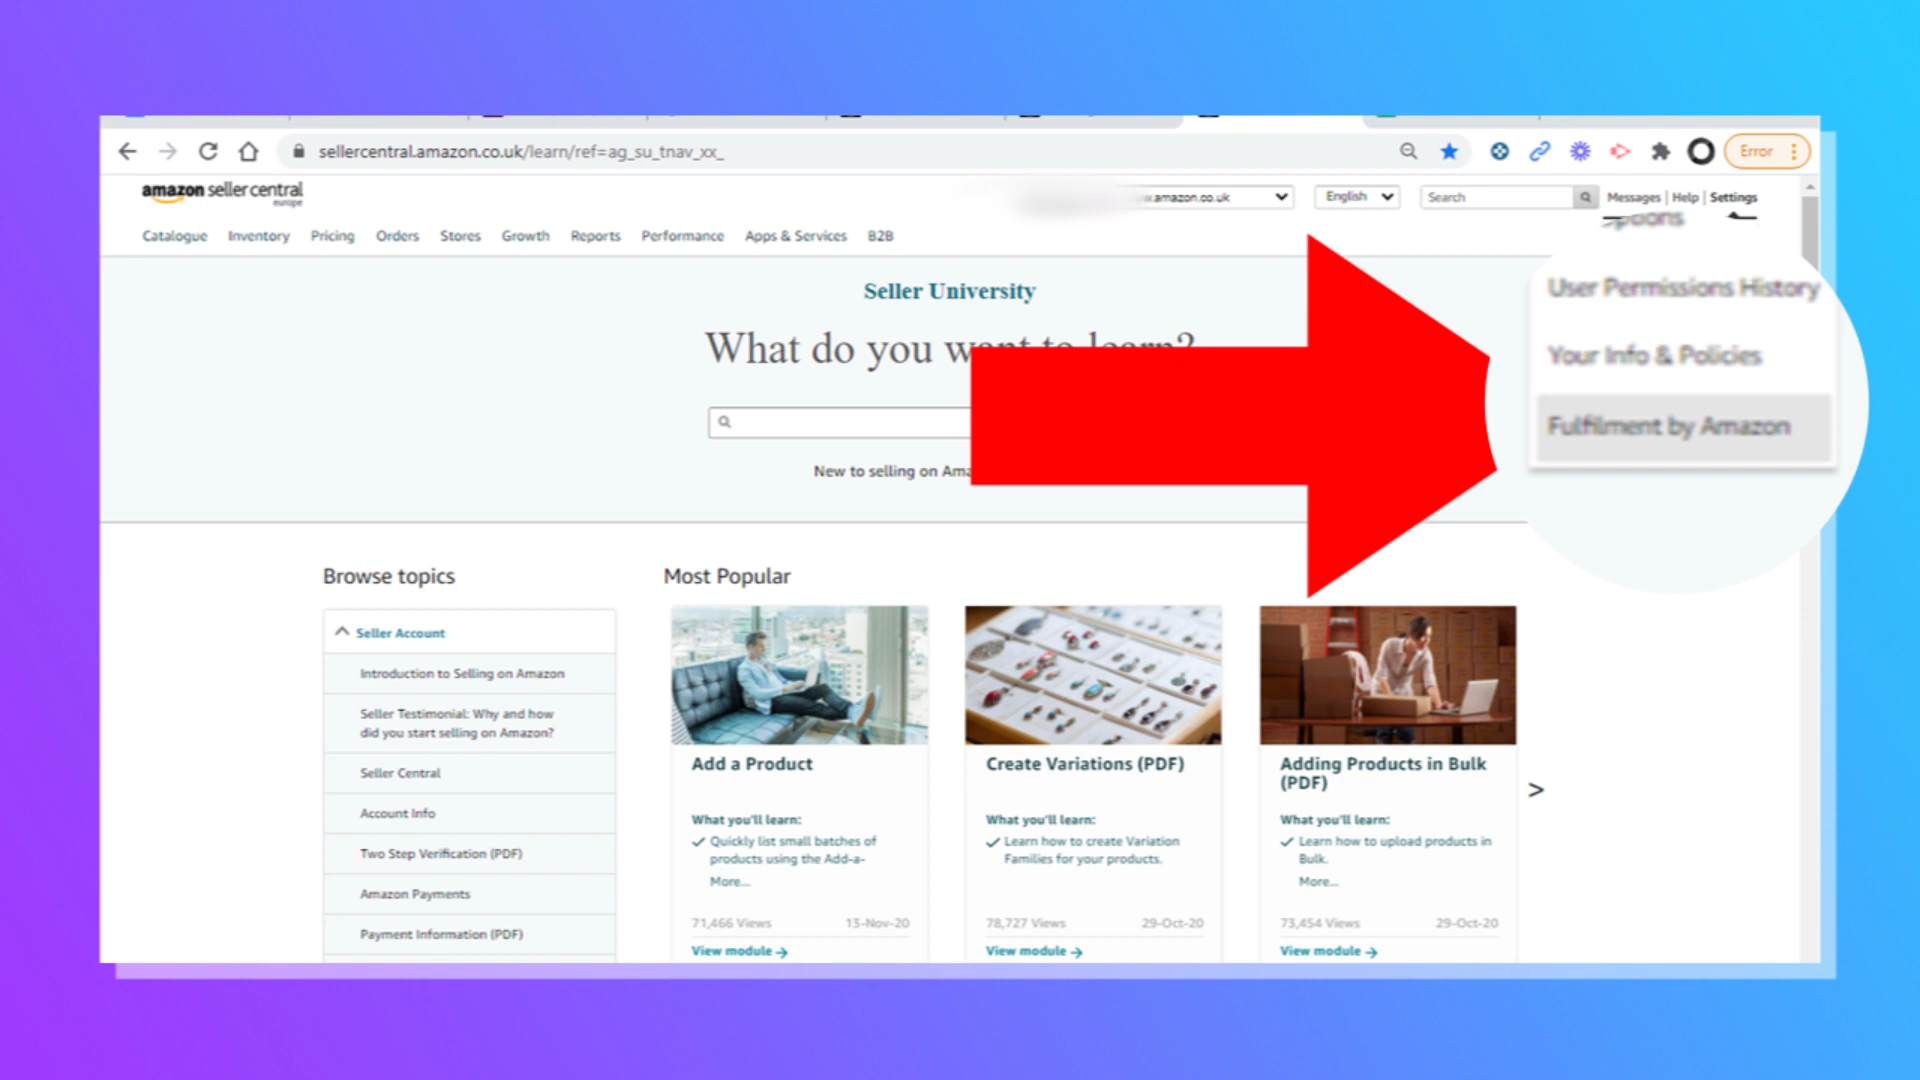 sellercentral.amazon.co.uk/learn/ref=ag_su_tnav_xx_
Error
amazon seller central
europe
.amazon.co.uk
English
Search
Messages | Help | Settings
Catalogue Inventory Pricing Orders Stores Growth Reports Performance Apps & Services B2B
User Permissions History
Your Info & Policies
Fulfilment by Amazon
Seller University
What do you want to learn?
New to selling on
Browse topics
Seller Account
Introduction to Selling on Amazon
Seller Testimonial: Why and how
did you start selling on Amazon?
Seller Central
Account Info
Two Step Verification (PDF)
Amazon Payments
Payment Information (PDF)
Most Popular
Add a Product
What you'll learn:
Quickly list small batches of
products using the Add-a-
More...
71,466 Views 13-Nov-20
View module
Create Variations (PDF)
What you'll learn:
Learn how to create Variation
Families for your products.
78,727 Views 29-Oct-20
View module
Adding Products in Bulk
(PDF)
What you'll learn:
Learn how to upload products in
Bulk.
More...
73,454 Views 29-Oct-20
View module
>